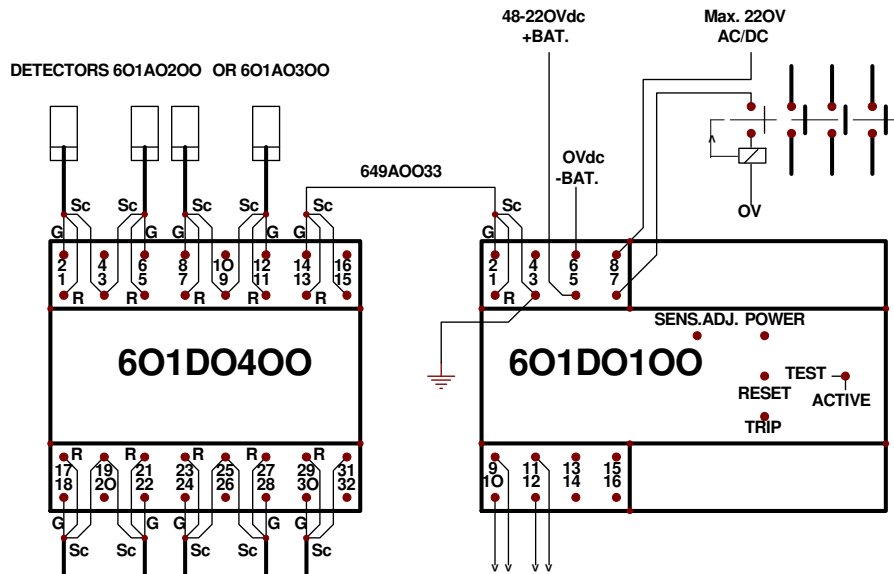 48-220Vdc
+BAT.
Max. 220V
AC/DC
DETECTORS 601A0200 OR 601A0300
649A0033
0Vdc
-BAT.
0V
Sc Sc Sc Sc Sc Sc
G G G G G
2 4 6 8 10 12 14 16
1 3 5 7 9 11 13 15
R R R R R
2 4 6 8
1 3 5 7
601D0400
601D0100
SENS.ADJ. POWER
TEST
RESET
ACTIVE
TRIP
R R R R R
17 19 21 23 25 27 29 31
18 20 22 24 26 28 30 32
9 11 13 15
10 12 14 16
G G G G
Sc Sc Sc Sc Sc